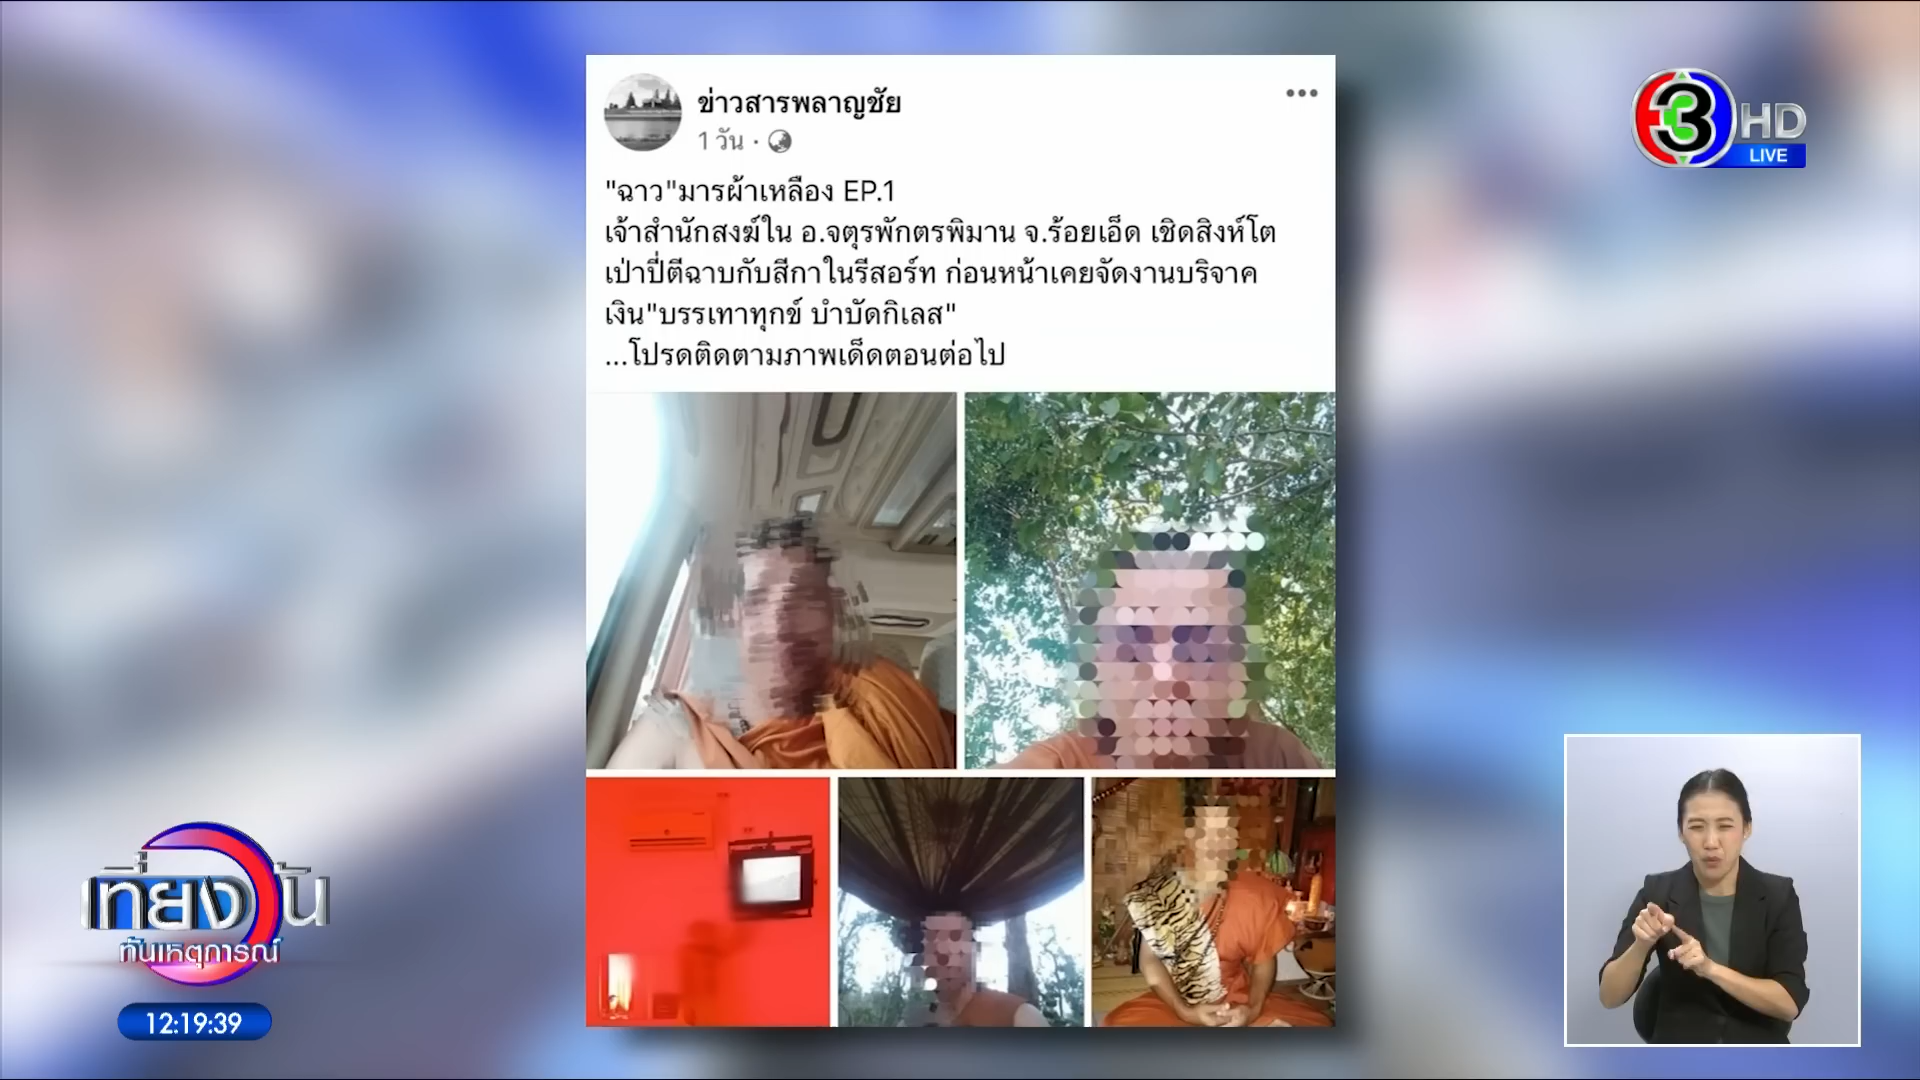 ข่าวสารพลาญชัย
1 วัน ·
"ฉาว"มารผ้าเหลือง EP.1
เจ้าสำนักสงฆ์ใน อ.จตุรพักตรพิมาน จ.ร้อยเอ็ด เชิดสิงห์โต
เป่าปี่ตีฉาบกับสีกาในรีสอร์ท ก่อนหน้าเคยจัดงานบริจาค
เงิน"บรรเทาทุกข์ บำบัดกิเลส"
...โปรดติดตามภาพเด็ดตอนต่อไป
3 HD
LIVE
เที่ยงวัน
ทันเหตุการณ์
12:19:39